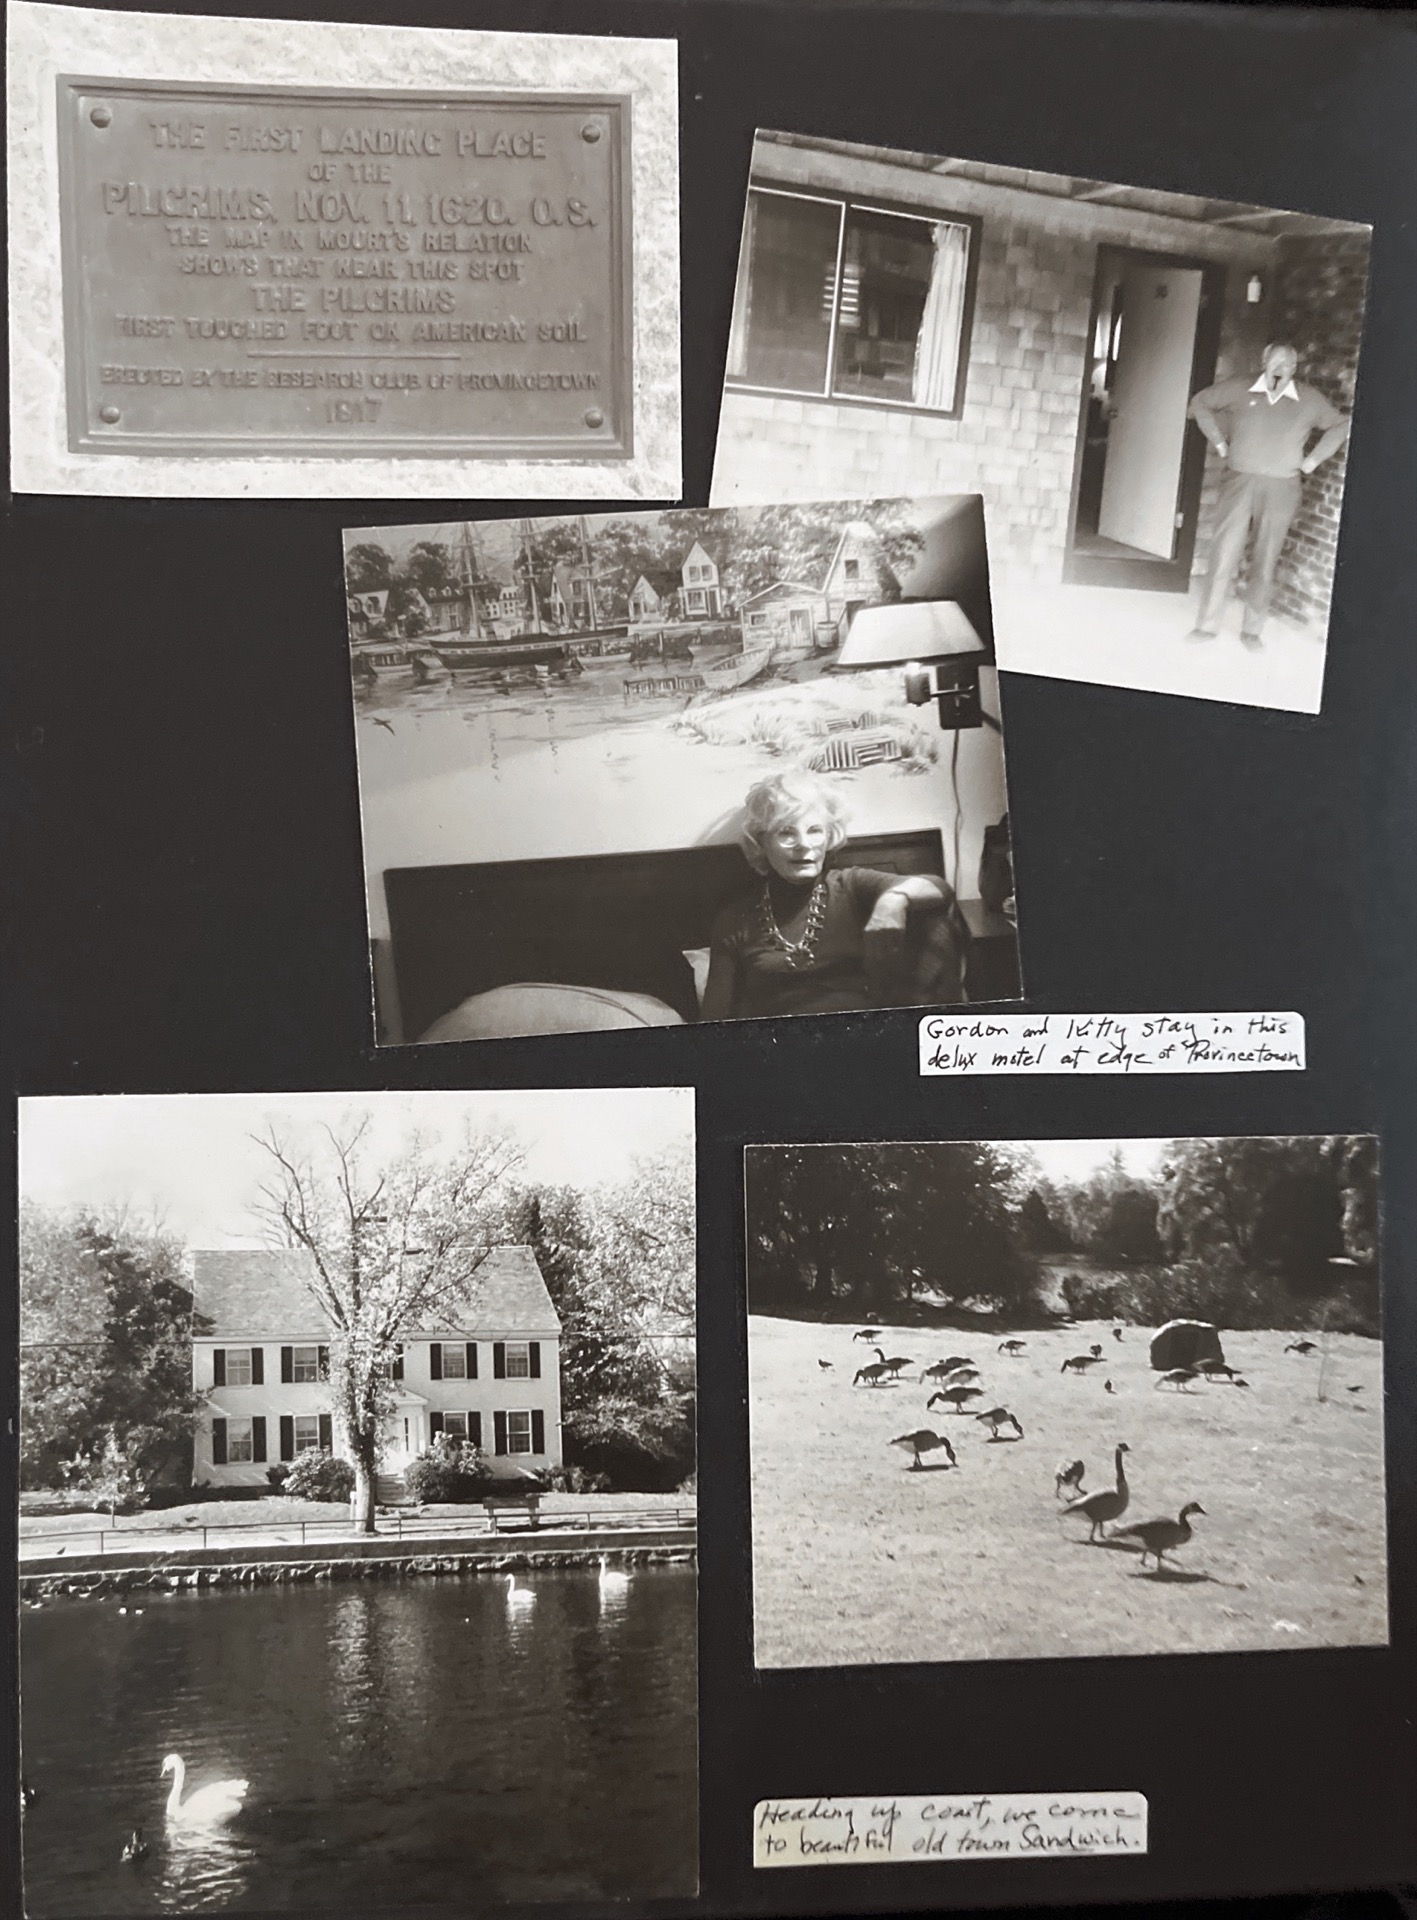 THE FIRST LANDING PLACE
OF THE
PILGRIMS, NOV. 11, 1620. O.S.
THE MAP IN MOURT'S RELATION
SHOWS THAT NEAR THIS SPOT
THE PILGRIMS
FIRST TOUCHED FOOT ON AMERICAN SOIL
ERECTED BY THE RESEARCH CLUB OF PROVINCETOWN
1917
Gordon and Kitty stay in this
delux motel at edge of Provincetown
Heading up coast, we come
to beautiful old town Sandwich.